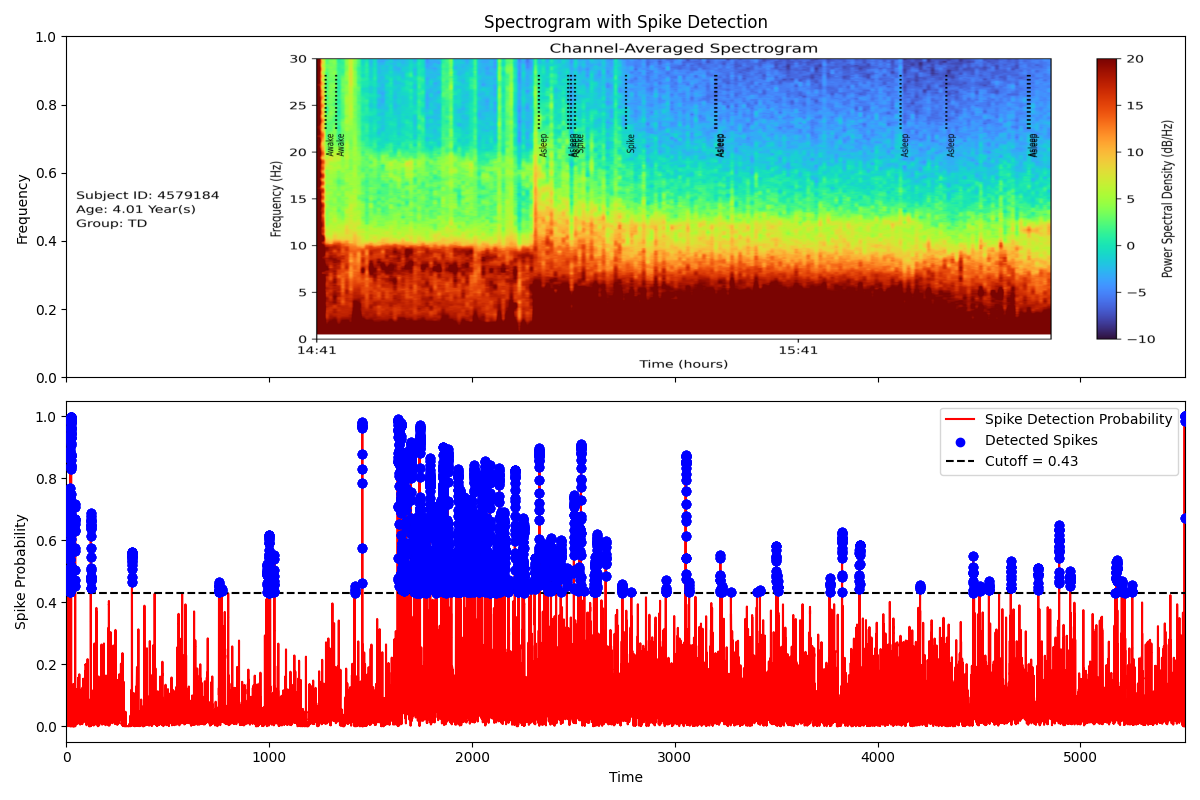 Spectrogram with Spike Detection
Channel-Averaged Spectrogram
1.0
0.8
0.6
0.4
0.2
0.0
Frequency
Subject ID: 4579184
Age: 4.01 Year(s)
Group: TD
30
25
20
15
10
5
0
Frequency (Hz)
Awake
Awake
Asleep
Asleep
Asleep
Spike
Spike
Asleep
Asleep
Asleep
Asleep
Asleep
Asleep
14:41
15:41
Time (hours)
20
15
10
5
0
−5
−10
Power Spectral Density (dB/Hz)
1.0
0.8
0.6
0.4
0.2
0.0
Spike Probability
Spike Detection Probability
Detected Spikes
Cutoff = 0.43
0
1000
2000
3000
4000
5000
Time